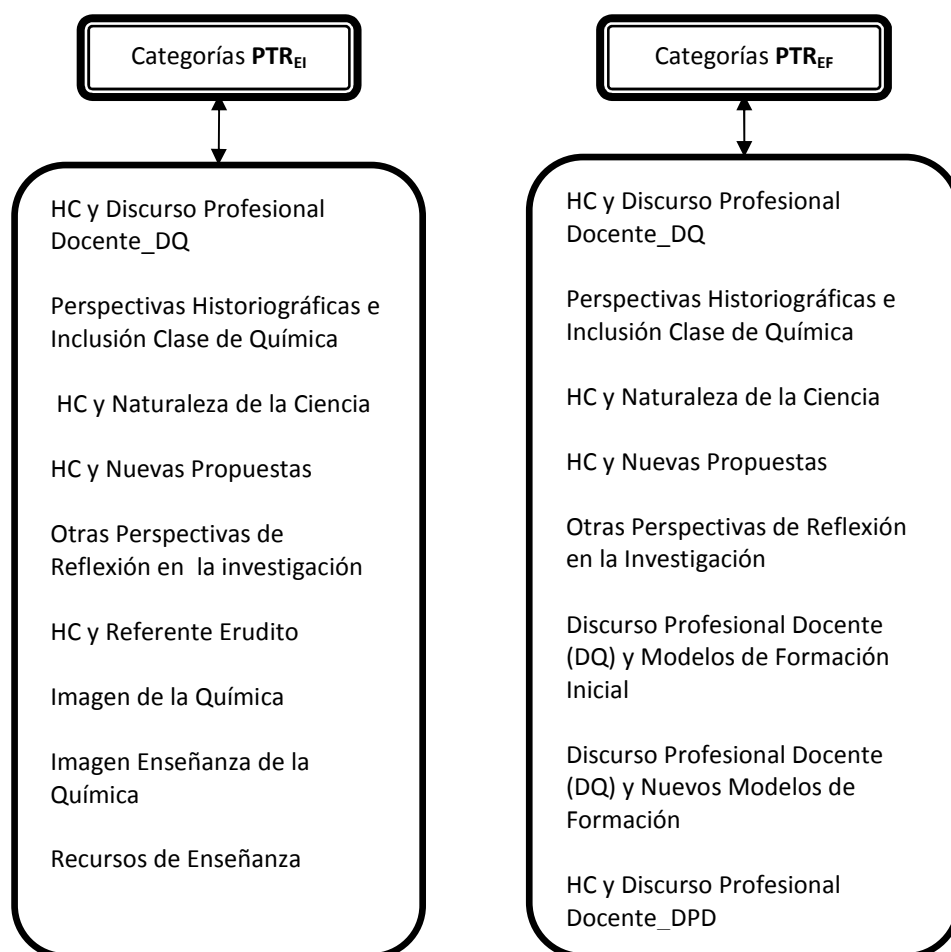 Categorías PTR_EI
HC y Discurso Profesional
Docente_DQ
Perspectivas Historiográficas e
Inclusión Clase de Química
HC y Naturaleza de la Ciencia
HC y Nuevas Propuestas
Otras Perspectivas de
Reflexión en la investigación
HC y Referente Erudito
Imagen de la Química
Imagen Enseñanza de la
Química
Recursos de Enseñanza
Categorías PTR_EF
HC y Discurso Profesional
Docente_DQ
Perspectivas Historiográficas e
Inclusión Clase de Química
HC y Naturaleza de la Ciencia
HC y Nuevas Propuestas
Otras Perspectivas de Reflexión
en la Investigación
Discurso Profesional Docente
(DQ) y Modelos de Formación
Inicial
Discurso Profesional Docente
(DQ) y Nuevos Modelos de
Formación
HC y Discurso Profesional
Docente_DPD